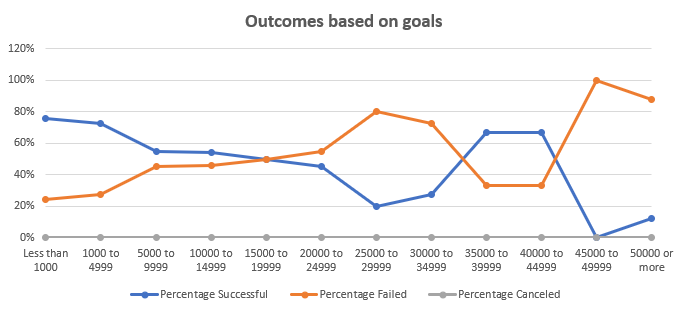 Outcomes based on goals
120%
100%
80%
60%
40%
20%
0%
Less than 1000 to 5000 to 10000 to 15000 to 20000 to 25000 to 30000 to 35000 to 40000 to 45000 to 50000 or
1000 4999 9999 14999 19999 24999 29999 34999 39999 44999 49999 more
Percentage Successful Percentage Failed Percentage Canceled